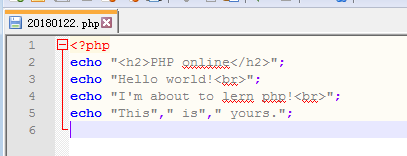 20180122.php
1 <?php
2 echo "<h2>PHP online</h2>";
3 echo "Hello world!<br>";
4 echo "I'm about to lern php!<br>";
5 echo "This"," is"," yours.";
6